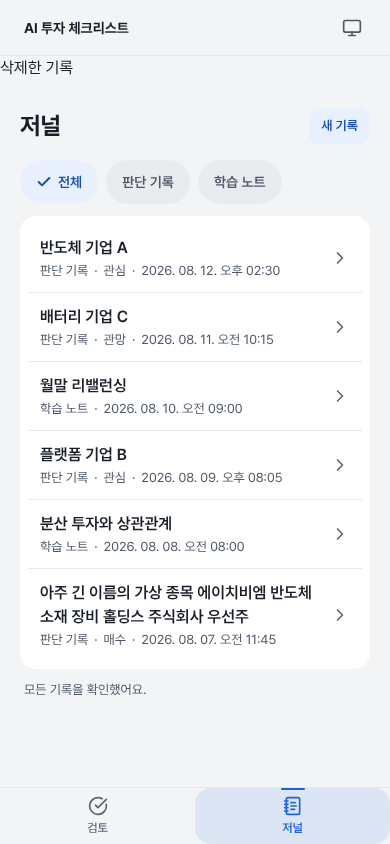 AI 투자 체크리스트
삭제한 기록
저널
새 기록
전체
판단 기록
학습 노트
반도체 기업 A
판단 기록 · 관심 · 2026. 08. 12. 오후 02:30
배터리 기업 C
판단 기록 · 관망 · 2026. 08. 11. 오전 10:15
월말 리밸런싱
학습 노트 · 2026. 08. 10. 오전 09:00
플랫폼 기업 B
판단 기록 · 관심 · 2026. 08. 09. 오후 08:05
분산 투자와 상관관계
학습 노트 · 2026. 08. 08. 오전 08:00
아주 긴 이름의 가상 종목 에이치비엠 반도체
소재 장비 홀딩스 주식회사 우선주
판단 기록 · 매수 · 2026. 08. 07. 오전 11:45
모든 기록을 확인했어요.
검토
저널